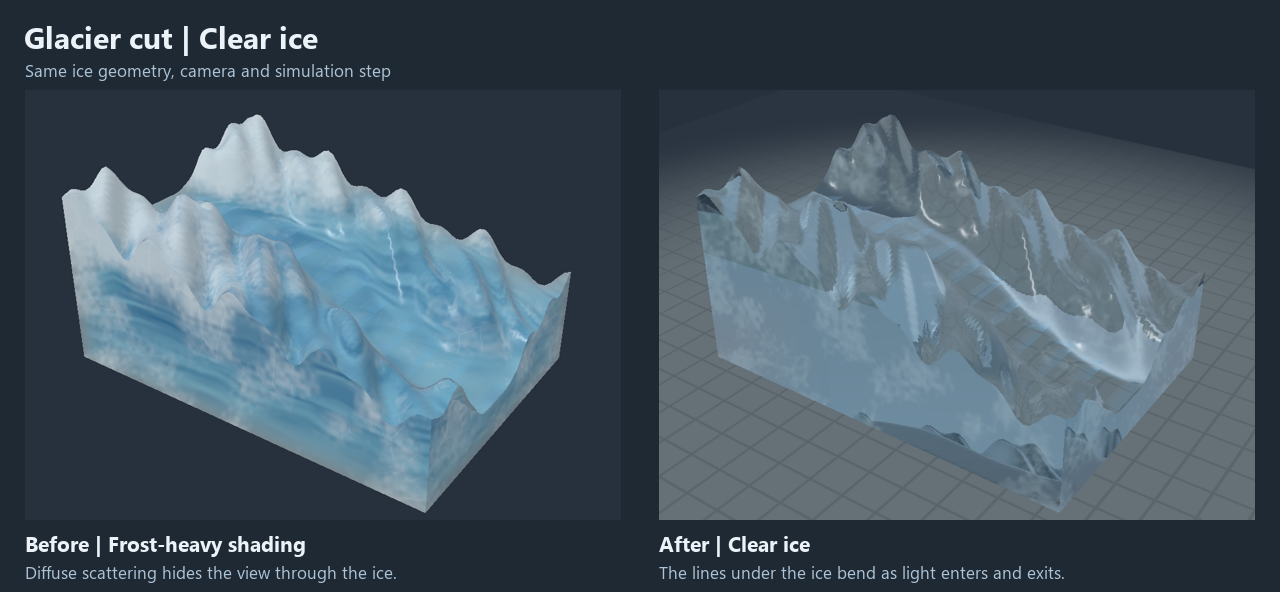 Glacier cut | Clear ice
Same ice geometry, camera and simulation step
Before | Frost-heavy shading
Diffuse scattering hides the view through the ice.
After | Clear ice
The lines under the ice bend as light enters and exits.